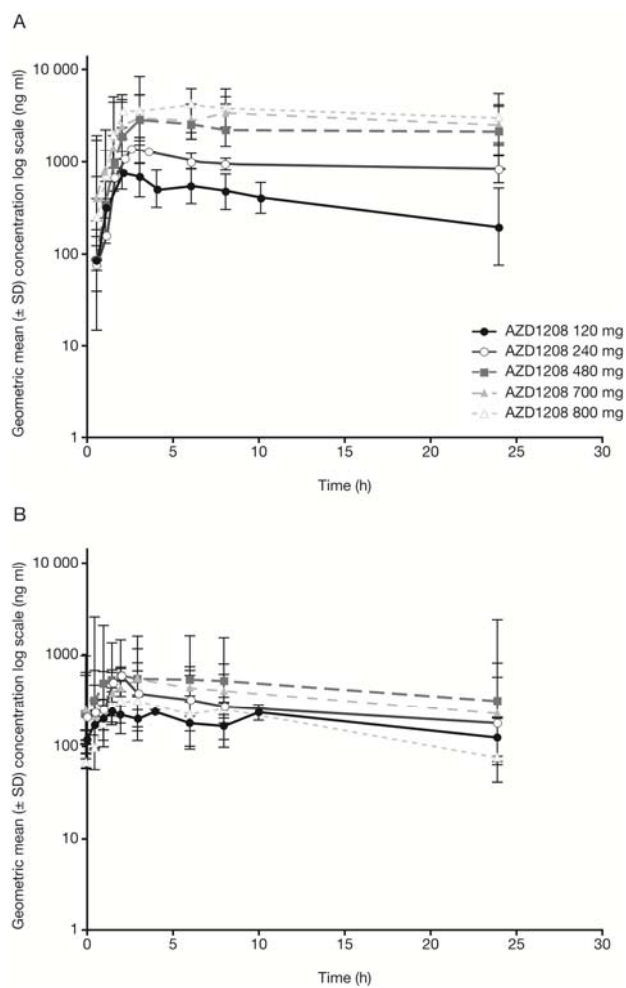 A
Geometric mean (± SD) concentration log scale (ng ml)
10 000
1000
100
10
1
0
5
10
15
20
25
30
Time (h)
AZD1208 120 mg
AZD1208 240 mg
AZD1208 480 mg
AZD1208 700 mg
AZD1208 800 mg
B
Geometric mean (± SD) concentration log scale (ng ml)
10 000
1000
100
10
1
0
5
10
15
20
25
30
Time (h)